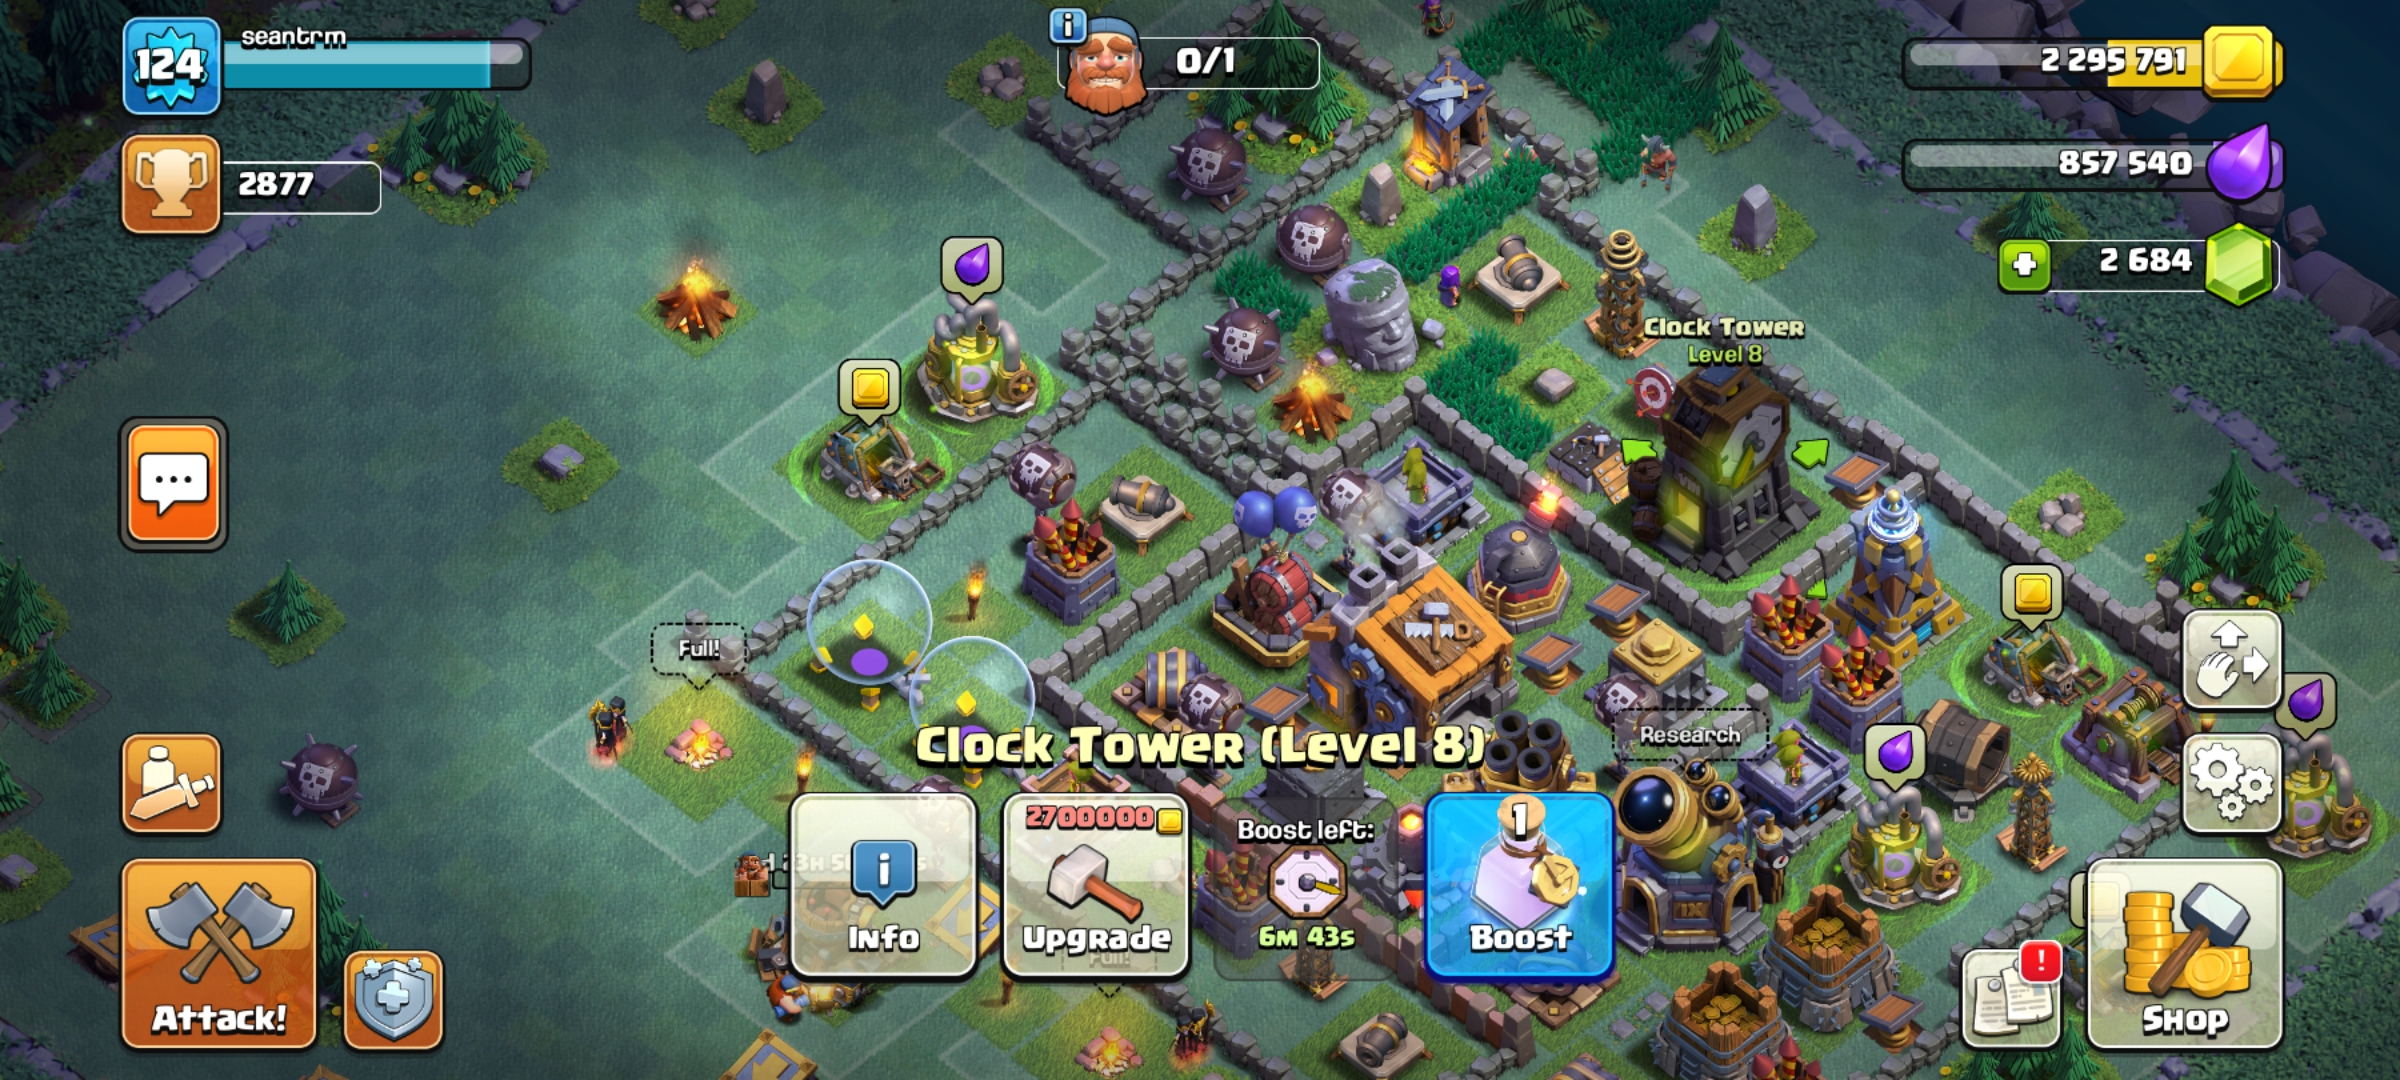 seantrm
124
0/1
2 295 791
2877
857 540
2 684
Clock Tower
Level 8
Full!
Research
Clock Tower (Level 8)
2700000
Boost left:
1
Info
Upgrade
6M 43s
Boost
Full!
!
Attack!
Shop